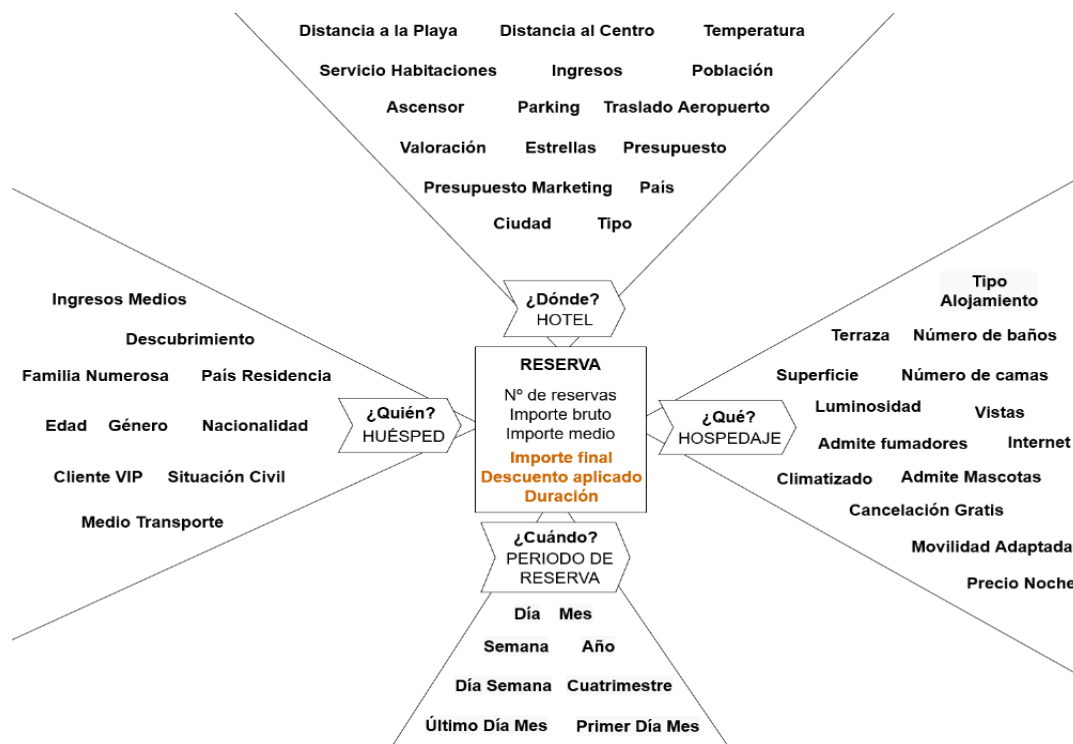 Distancia a la Playa Distancia al Centro Temperatura
Servicio Habitaciones Ingresos Población
Ascensor Parking Traslado Aeropuerto
Valoración Estrellas Presupuesto
Presupuesto Marketing País
Ciudad Tipo
¿Dónde?
HOTEL
Ingresos Medios
Descubrimiento
Familia Numerosa País Residencia
Edad Género Nacionalidad
Cliente VIP Situación Civil
Medio Transporte
¿Quién?
HUÉSPED
RESERVA
Nº de reservas
Importe bruto
Importe medio
Importe final
Descuento aplicado
Duración
¿Qué?
HOSPEDAJE
Tipo
Alojamiento
Terraza Número de baños
Superficie Número de camas
Luminosidad Vistas
Admite fumadores Internet
Climatizado Admite Mascotas
Cancelación Gratis
Movilidad Adaptada
Precio Noche
¿Cuándo?
PERIODO DE
RESERVA
Día Mes
Semana Año
Día Semana Cuatrimestre
Último Día Mes Primer Día Mes